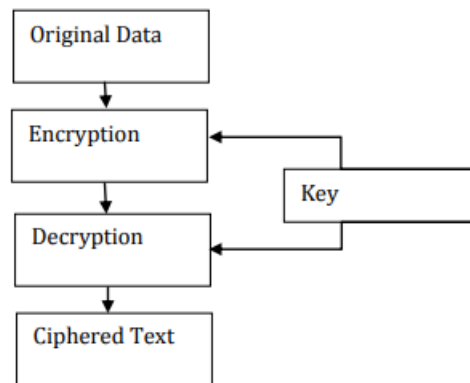 Original Data
Encryption
Key
Decryption
Ciphered Text